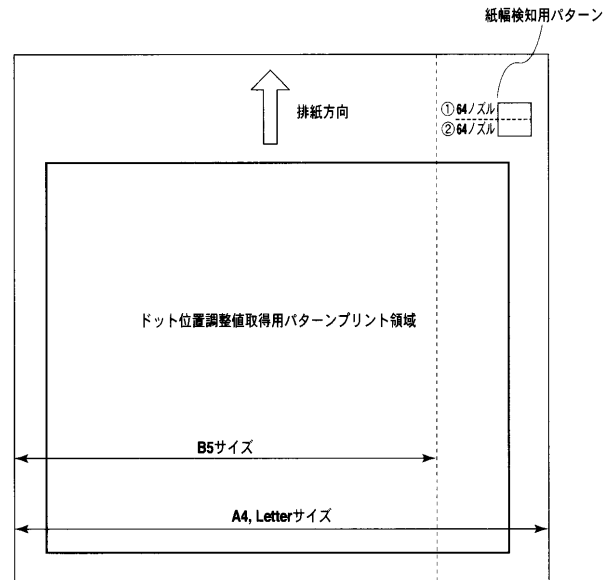 紙幅検知用パターン
排紙方向
①64ノズル
②64ノズル
ドット位置調整値取得用パターンプリント領域
B5サイズ
A4, Letterサイズ